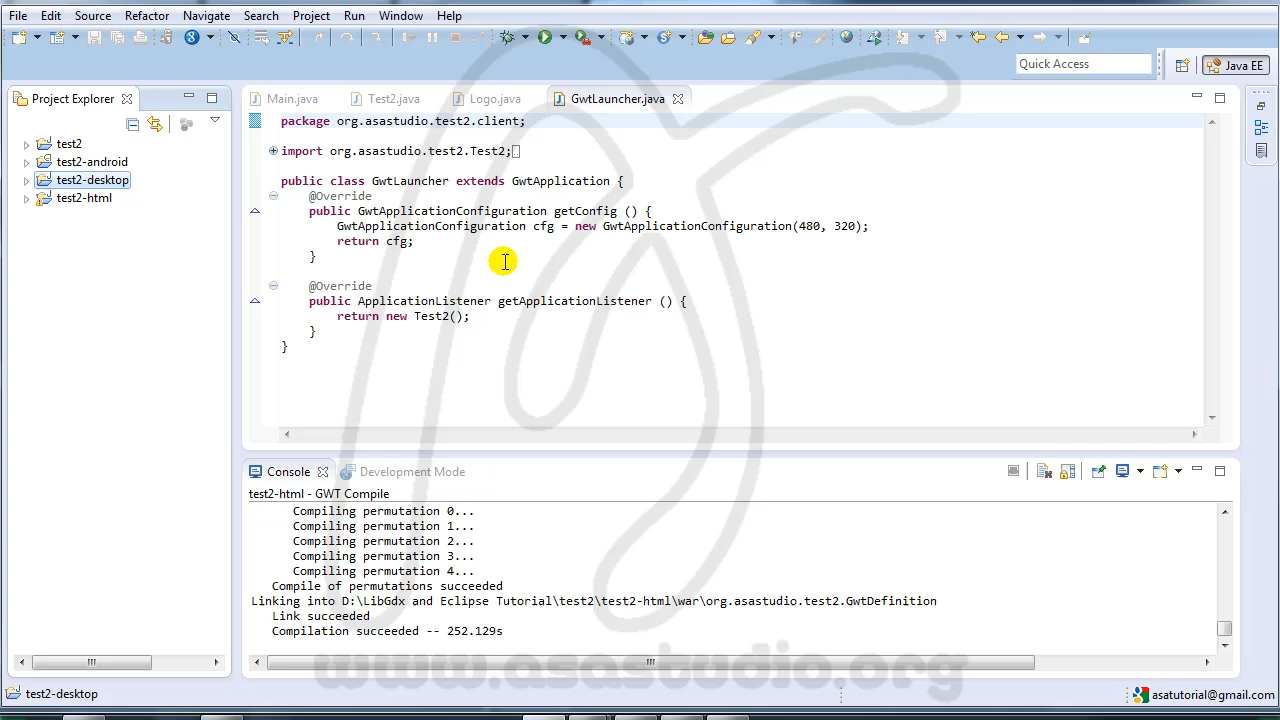 File Edit Source Refactor Navigate Search Project Run Window Help
Quick Access
Java EE
Project Explorer
Main.java Test2.java Logo.java GwtLauncher.java
test2
test2-android
test2-desktop
test2-html
package org.asastudio.test2.client;
import org.asastudio.test2.Test2;
public class GwtLauncher extends GwtApplication {
@Override
public GwtApplicationConfiguration getConfig () {
GwtApplicationConfiguration cfg = new GwtApplicationConfiguration(480, 320);
return cfg;
}
@Override
public ApplicationListener getApplicationListener () {
return new Test2();
}
}
Console Development Mode
test2-html - GWT Compile
Compiling permutation 0...
Compiling permutation 1...
Compiling permutation 2...
Compiling permutation 3...
Compiling permutation 4...
Compile of permutations succeeded
Linking into D:\LibGdx and Eclipse Tutorial\test2\test2-html\war\org.asastudio.test2.GwtDefinition
Link succeeded
Compilation succeeded -- 252.129s
www.asastudio.org
test2-desktop
asatutorial@gmail.com